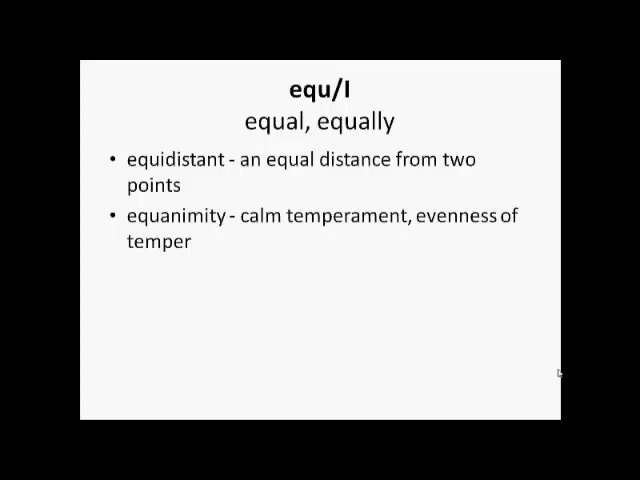 equ/I
equal, equally
• equidistant - an equal distance from two
points
• equanimity - calm temperament, evenness of
temper